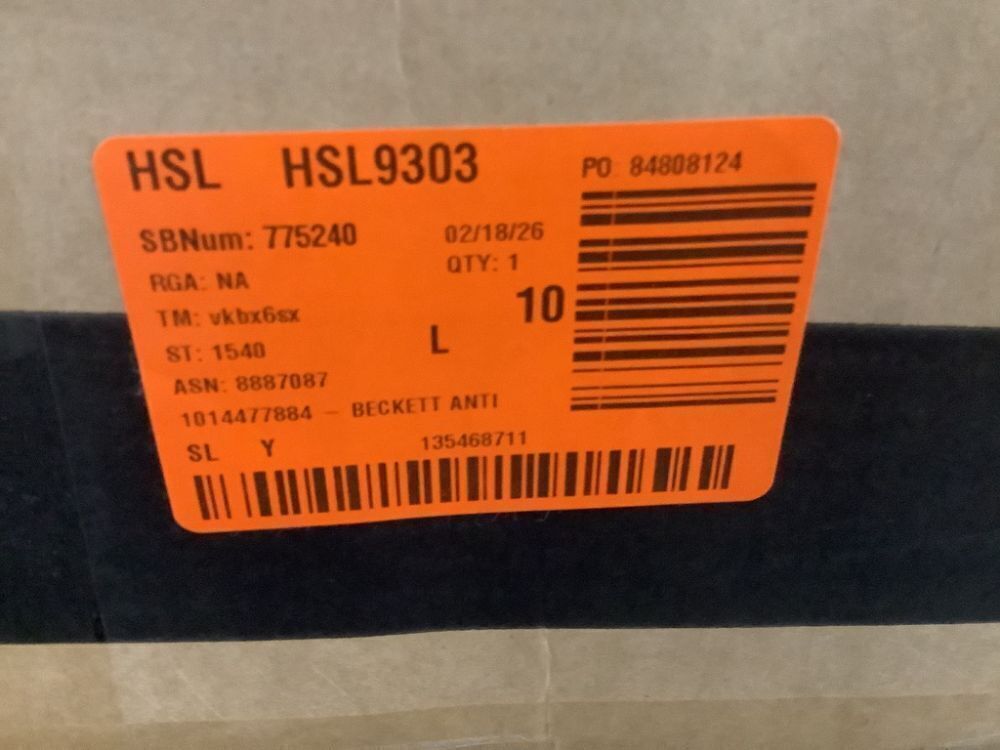 HSL HSL9303
PO: 84808124
SBNum: 775240
02/18/26
RGA: NA
QTY: 1
TM: vkbx6sx
10
ST: 1540
L
ASN: 8887087
1014477884 – BECKETT ANTI
SL Y
135468711